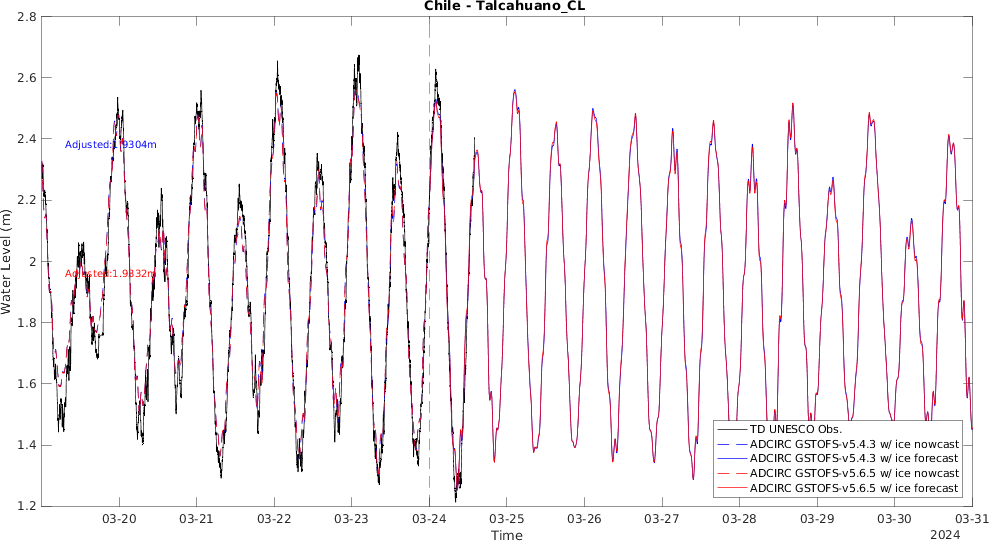 Chile - Talcahuano_CL
2.8
2.6
2.4
2.2
2
1.8
1.6
1.4
1.2
Water Level (m)
Adjusted:1.9304m
Adjusted:1.9332m
TD UNESCO Obs.
ADCIRC GSTOFS-v5.4.3 w/ ice nowcast
ADCIRC GSTOFS-v5.4.3 w/ ice forecast
ADCIRC GSTOFS-v5.6.5 w/ ice nowcast
ADCIRC GSTOFS-v5.6.5 w/ ice forecast
03-20 03-21 03-22 03-23 03-24 03-25 03-26 03-27 03-28 03-29 03-30 03-31
Time
2024